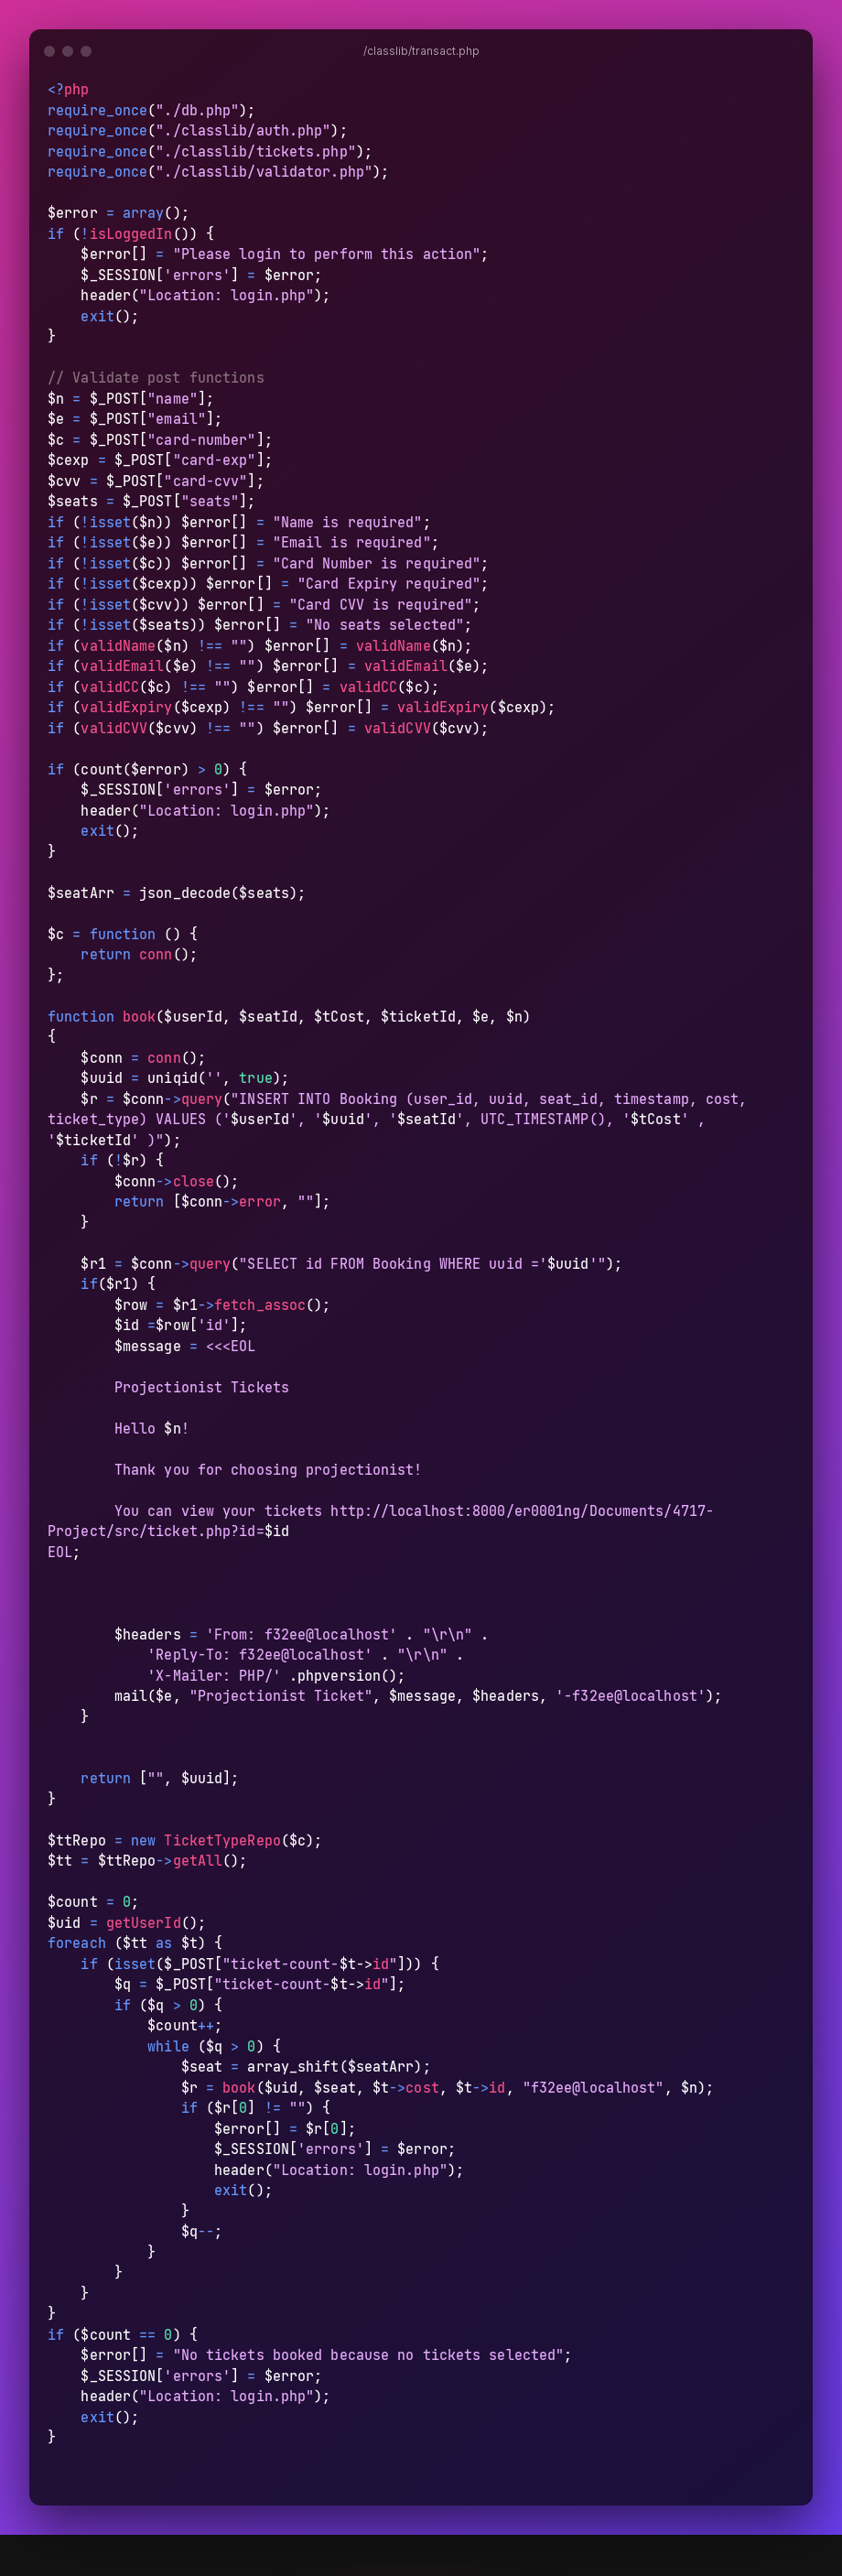 /classlib/transact.php
<?php
require_once("./db.php");
require_once("./classlib/auth.php");
require_once("./classlib/tickets.php");
require_once("./classlib/validator.php");

$error = array();
if (!isLoggedIn()) {
    $error[] = "Please login to perform this action";
    $_SESSION['errors'] = $error;
    header("Location: login.php");
    exit();
}

// Validate post functions
$n = $_POST["name"];
$e = $_POST["email"];
$c = $_POST["card-number"];
$cexp = $_POST["card-exp"];
$cvv = $_POST["card-cvv"];
$seats = $_POST["seats"];
if (!isset($n)) $error[] = "Name is required";
if (!isset($e)) $error[] = "Email is required";
if (!isset($c)) $error[] = "Card Number is required";
if (!isset($cexp)) $error[] = "Card Expiry required";
if (!isset($cvv)) $error[] = "Card CVV is required";
if (!isset($seats)) $error[] = "No seats selected";
if (validName($n) !== "") $error[] = validName($n);
if (validEmail($e) !== "") $error[] = validEmail($e);
if (validCC($c) !== "") $error[] = validCC($c);
if (validExpiry($cexp) !== "") $error[] = validExpiry($cexp);
if (validCVV($cvv) !== "") $error[] = validCVV($cvv);

if (count($error) > 0) {
    $_SESSION['errors'] = $error;
    header("Location: login.php");
    exit();
}

$seatArr = json_decode($seats);

$c = function () {
    return conn();
};

function book($userId, $seatId, $tCost, $ticketId, $e, $n)
{
    $conn = conn();
    $uuid = uniqid('', true);
    $r = $conn->query("INSERT INTO Booking (user_id, uuid, seat_id, timestamp, cost,
ticket_type) VALUES ('$userId', '$uuid', '$seatId', UTC_TIMESTAMP(), '$tCost' ,
'$ticketId' )");
    if (!$r) {
        $conn->close();
        return [$conn->error, ""];
    }

    $r1 = $conn->query("SELECT id FROM Booking WHERE uuid ='$uuid'");
    if($r1) {
        $row = $r1->fetch_assoc();
        $id =$row['id'];
        $message = <<<EOL

        Projectionist Tickets

        Hello $n!

        Thank you for choosing projectionist!

        You can view your tickets http://localhost:8000/er0001ng/Documents/4717-
Project/src/ticket.php?id=$id
EOL;

        $headers = 'From: f32ee@localhost' . "\r\n" .
            'Reply-To: f32ee@localhost' . "\r\n" .
            'X-Mailer: PHP/' .phpversion();
        mail($e, "Projectionist Ticket", $message, $headers, '-f32ee@localhost');
    }

    return ["", $uuid];
}

$ttRepo = new TicketTypeRepo($c);
$tt = $ttRepo->getAll();

$count = 0;
$uid = getUserId();
foreach ($tt as $t) {
    if (isset($_POST["ticket-count-$t->id"])) {
        $q = $_POST["ticket-count-$t->id"];
        if ($q > 0) {
            $count++;
            while ($q > 0) {
                $seat = array_shift($seatArr);
                $r = book($uid, $seat, $t->cost, $t->id, "f32ee@localhost", $n);
                if ($r[0] != "") {
                    $error[] = $r[0];
                    $_SESSION['errors'] = $error;
                    header("Location: login.php");
                    exit();
                }
                $q--;
            }
        }
    }
}
if ($count == 0) {
    $error[] = "No tickets booked because no tickets selected";
    $_SESSION['errors'] = $error;
    header("Location: login.php");
    exit();
}